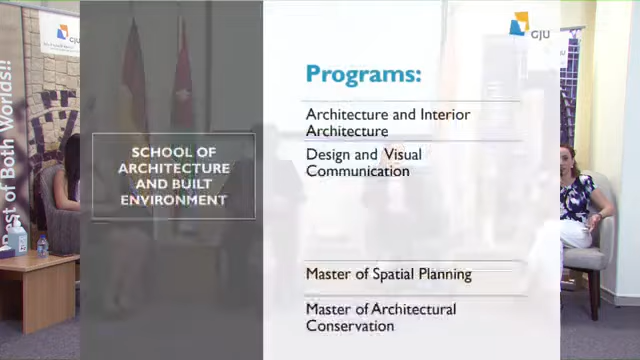 GJU
GJU
Best of Both Worlds!!
Programs:
Architecture and Interior
Architecture
Design and Visual
Communication
SCHOOL OF
ARCHITECTURE
AND BUILT
ENVIRONMENT
Master of Spatial Planning
Master of Architectural
Conservation